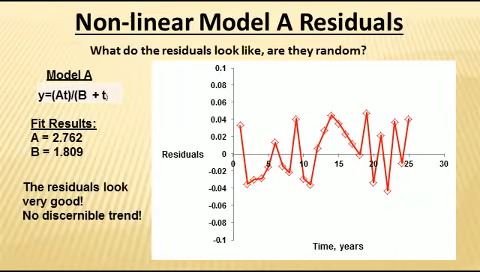 Non-linear Model A Residuals
What do the residuals look like, are they random?
Model A
y=(At)/(B + t)
Fit Results:
A = 2.762
B = 1.809
The residuals look
very good!
No discernible trend!
0.1
0.08
0.06
0.04
0.02
0
-0.02
-0.04
-0.06
-0.08
-0.1
Residuals
0 5 10 15 20 25 30
Time, years